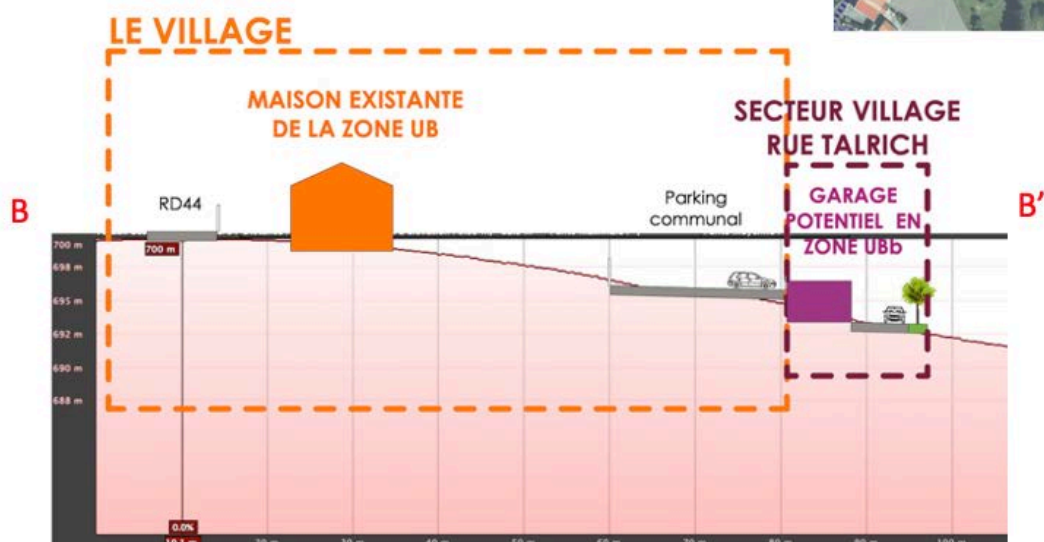 LE VILLAGE
MAISON EXISTANTE
DE LA ZONE UB
SECTEUR VILLAGE
RUE TALRICH
B
RD44
Parking
communal
GARAGE
POTENTIEL EN
ZONE UBb
B'
700 m
700 m
698 m
695 m
692 m
690 m
688 m
0.0%